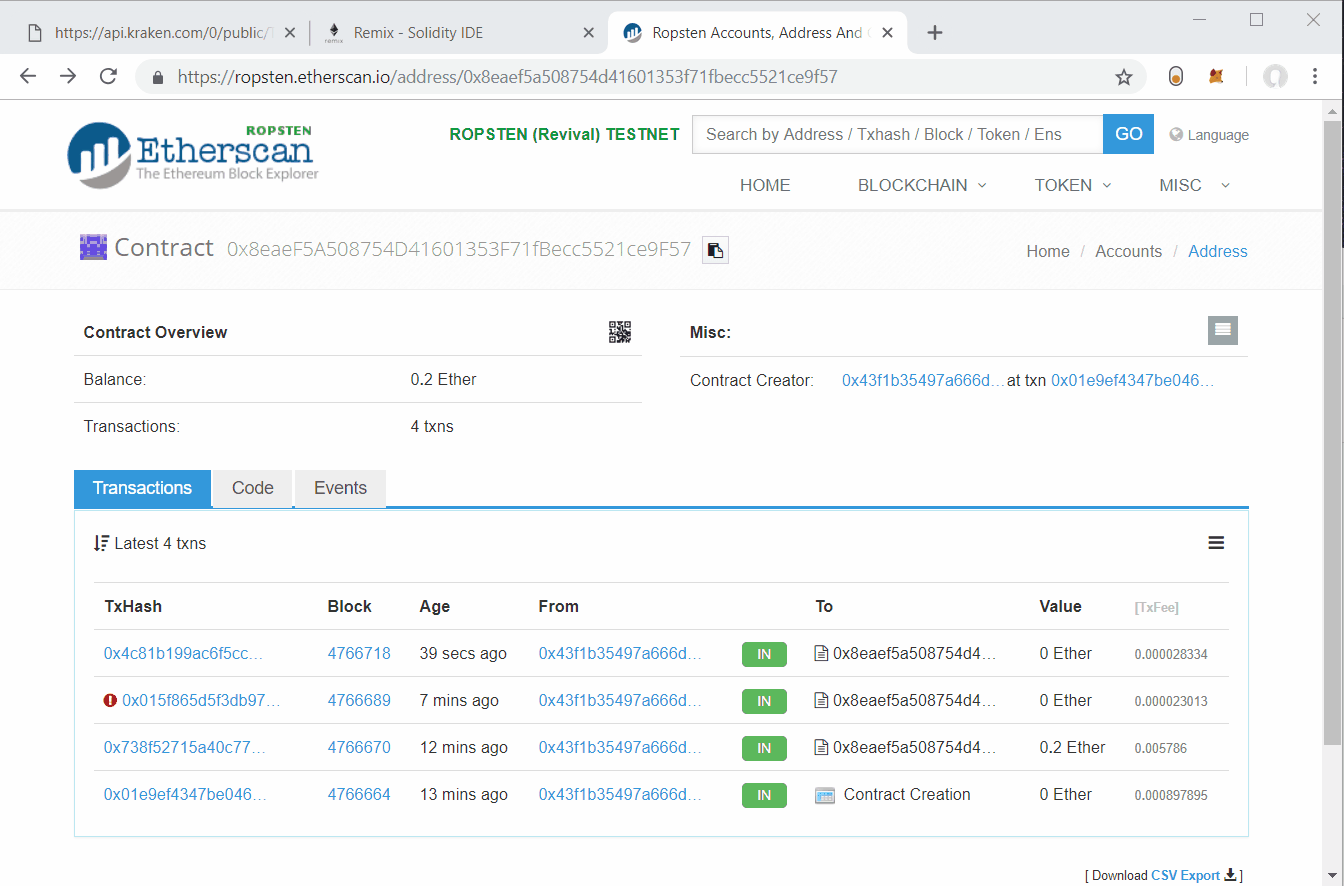 https://api.kraken.com/0/public/ Remix - Solidity IDE Ropsten Accounts, Address And
https://ropsten.etherscan.io/address/0x8eaef5a508754d41601353f71fbecc5521ce9f57
ROPSTEN
Etherscan
The Ethereum Block Explorer
ROPSTEN (Revival) TESTNET Search by Address / Txhash / Block / Token / Ens GO Language
HOME BLOCKCHAIN TOKEN MISC
Contract 0x8eaeF5A508754D41601353F71fBecc5521ce9F57
Home / Accounts / Address
Contract Overview Misc:
Balance: 0.2 Ether Contract Creator: 0x43f1b35497a666d... at txn 0x01e9ef4347be046...
Transactions: 4 txns
Transactions Code Events
Latest 4 txns
TxHash Block Age From To Value [TxFee]
0x4c81b199ac6f5cc... 4766718 39 secs ago 0x43f1b35497a666d... IN 0x8eaef5a508754d4... 0 Ether 0.000028334
0x015f865d5f3db97... 4766689 7 mins ago 0x43f1b35497a666d... IN 0x8eaef5a508754d4... 0 Ether 0.000023013
0x738f52715a40c77... 4766670 12 mins ago 0x43f1b35497a666d... IN 0x8eaef5a508754d4... 0.2 Ether 0.005786
0x01e9ef4347be046... 4766664 13 mins ago 0x43f1b35497a666d... IN Contract Creation 0 Ether 0.000897895
[ Download CSV Export ]